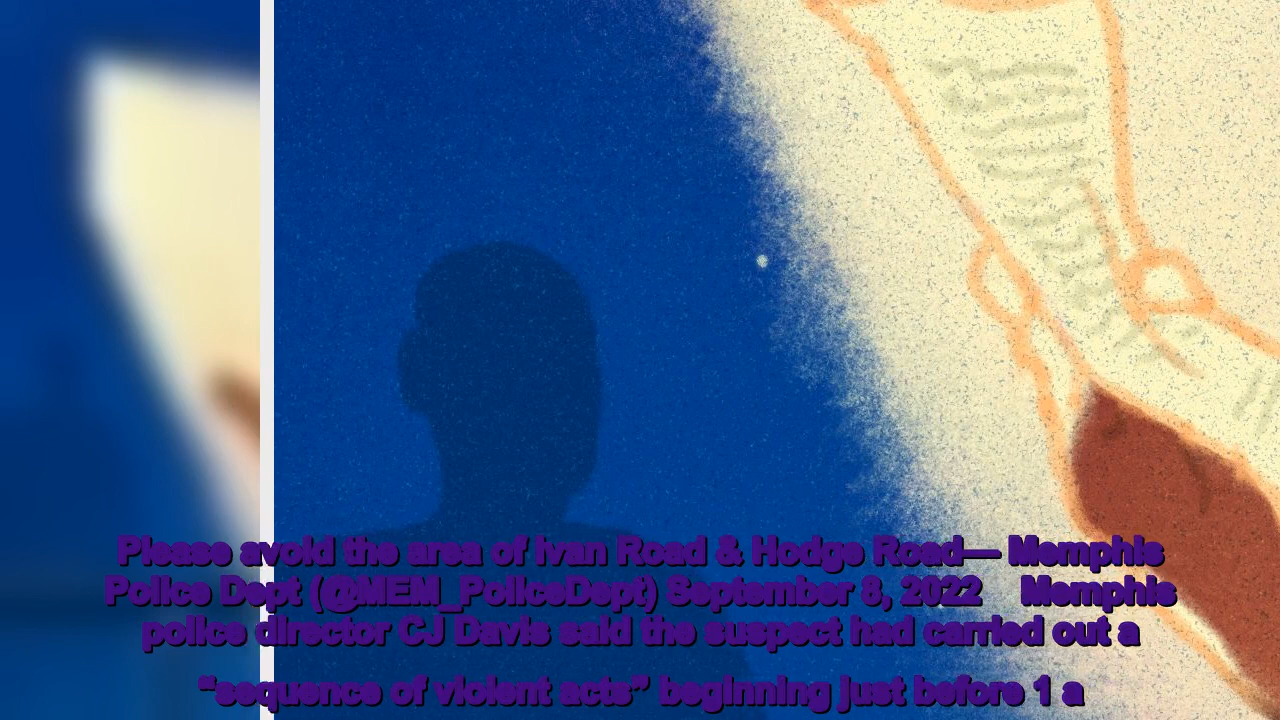 Please avoid the area of Ivan Road & Hodge Road— Memphis
Police Dept (@MEM_PoliceDept) September 8, 2022 Memphis
police director CJ Davis said the suspect had carried out a
“sequence of violent acts” beginning just before 1 a